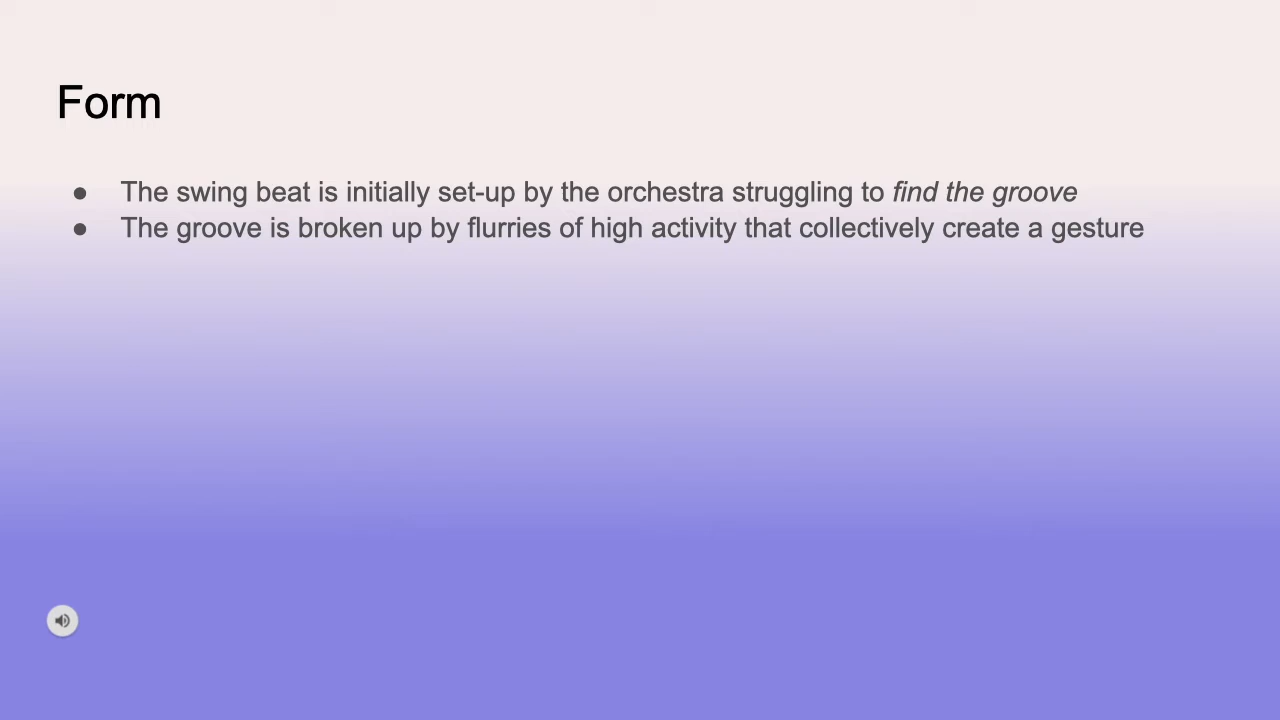 Form
● The swing beat is initially set-up by the orchestra struggling to find the groove
● The groove is broken up by flurries of high activity that collectively create a gesture